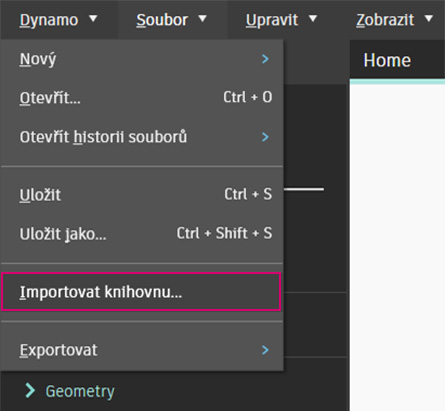 Dynamo Soubor Upravit Zobrazit
Home
Nový
Otevřít... Ctrl + O
Otevřít historii souborů
Uložit Ctrl + S
Uložit jako... Ctrl + Shift + S
Importovat knihovnu...
Exportovat
Geometry